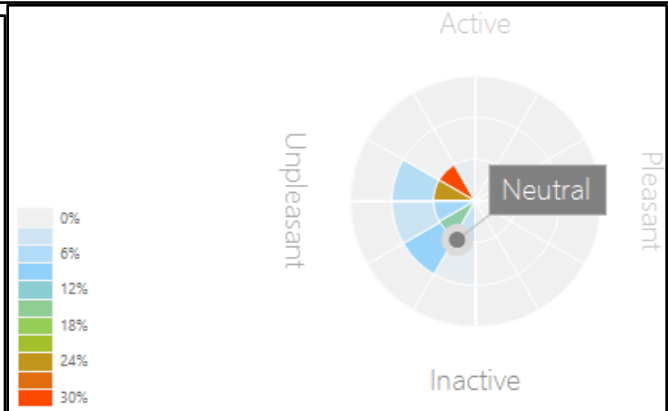 Active
Unpleasant
Neutral
Pleasant
Inactive
0%
6%
12%
18%
24%
30%